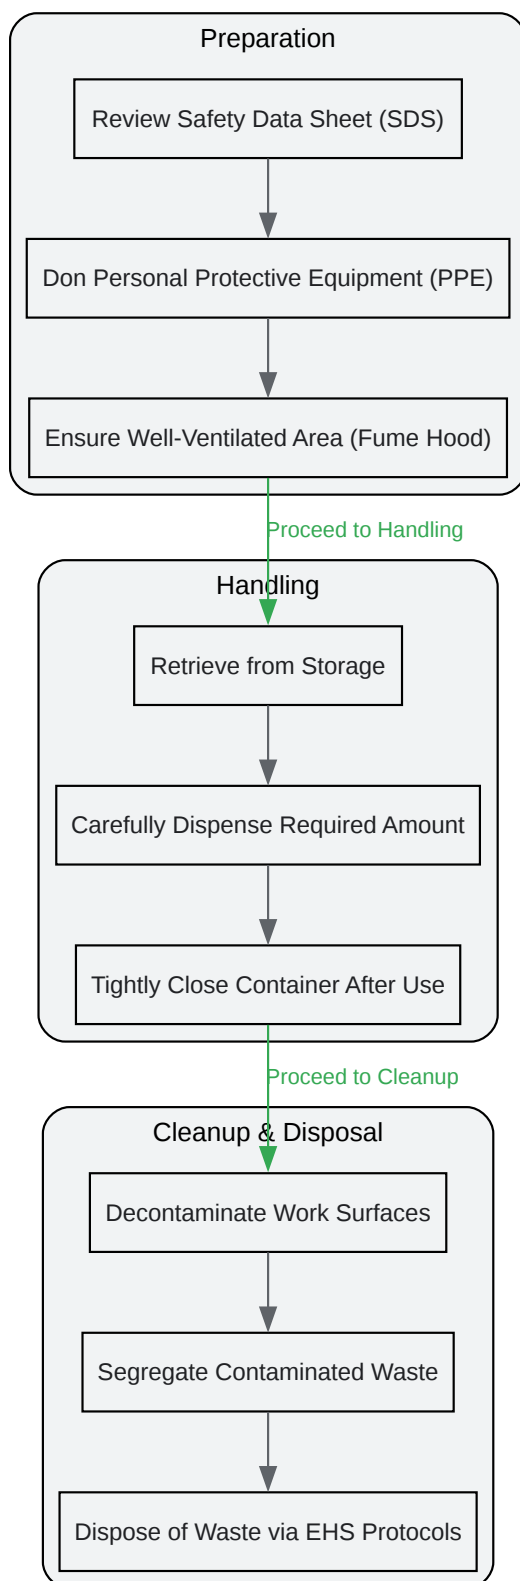 Preparation
Review Safety Data Sheet (SDS)
Don Personal Protective Equipment (PPE)
Ensure Well-Ventilated Area (Fume Hood)
Proceed to Handling
Handling
Retrieve from Storage
Carefully Dispense Required Amount
Tightly Close Container After Use
Proceed to Cleanup
Cleanup & Disposal
Decontaminate Work Surfaces
Segregate Contaminated Waste
Dispose of Waste via EHS Protocols